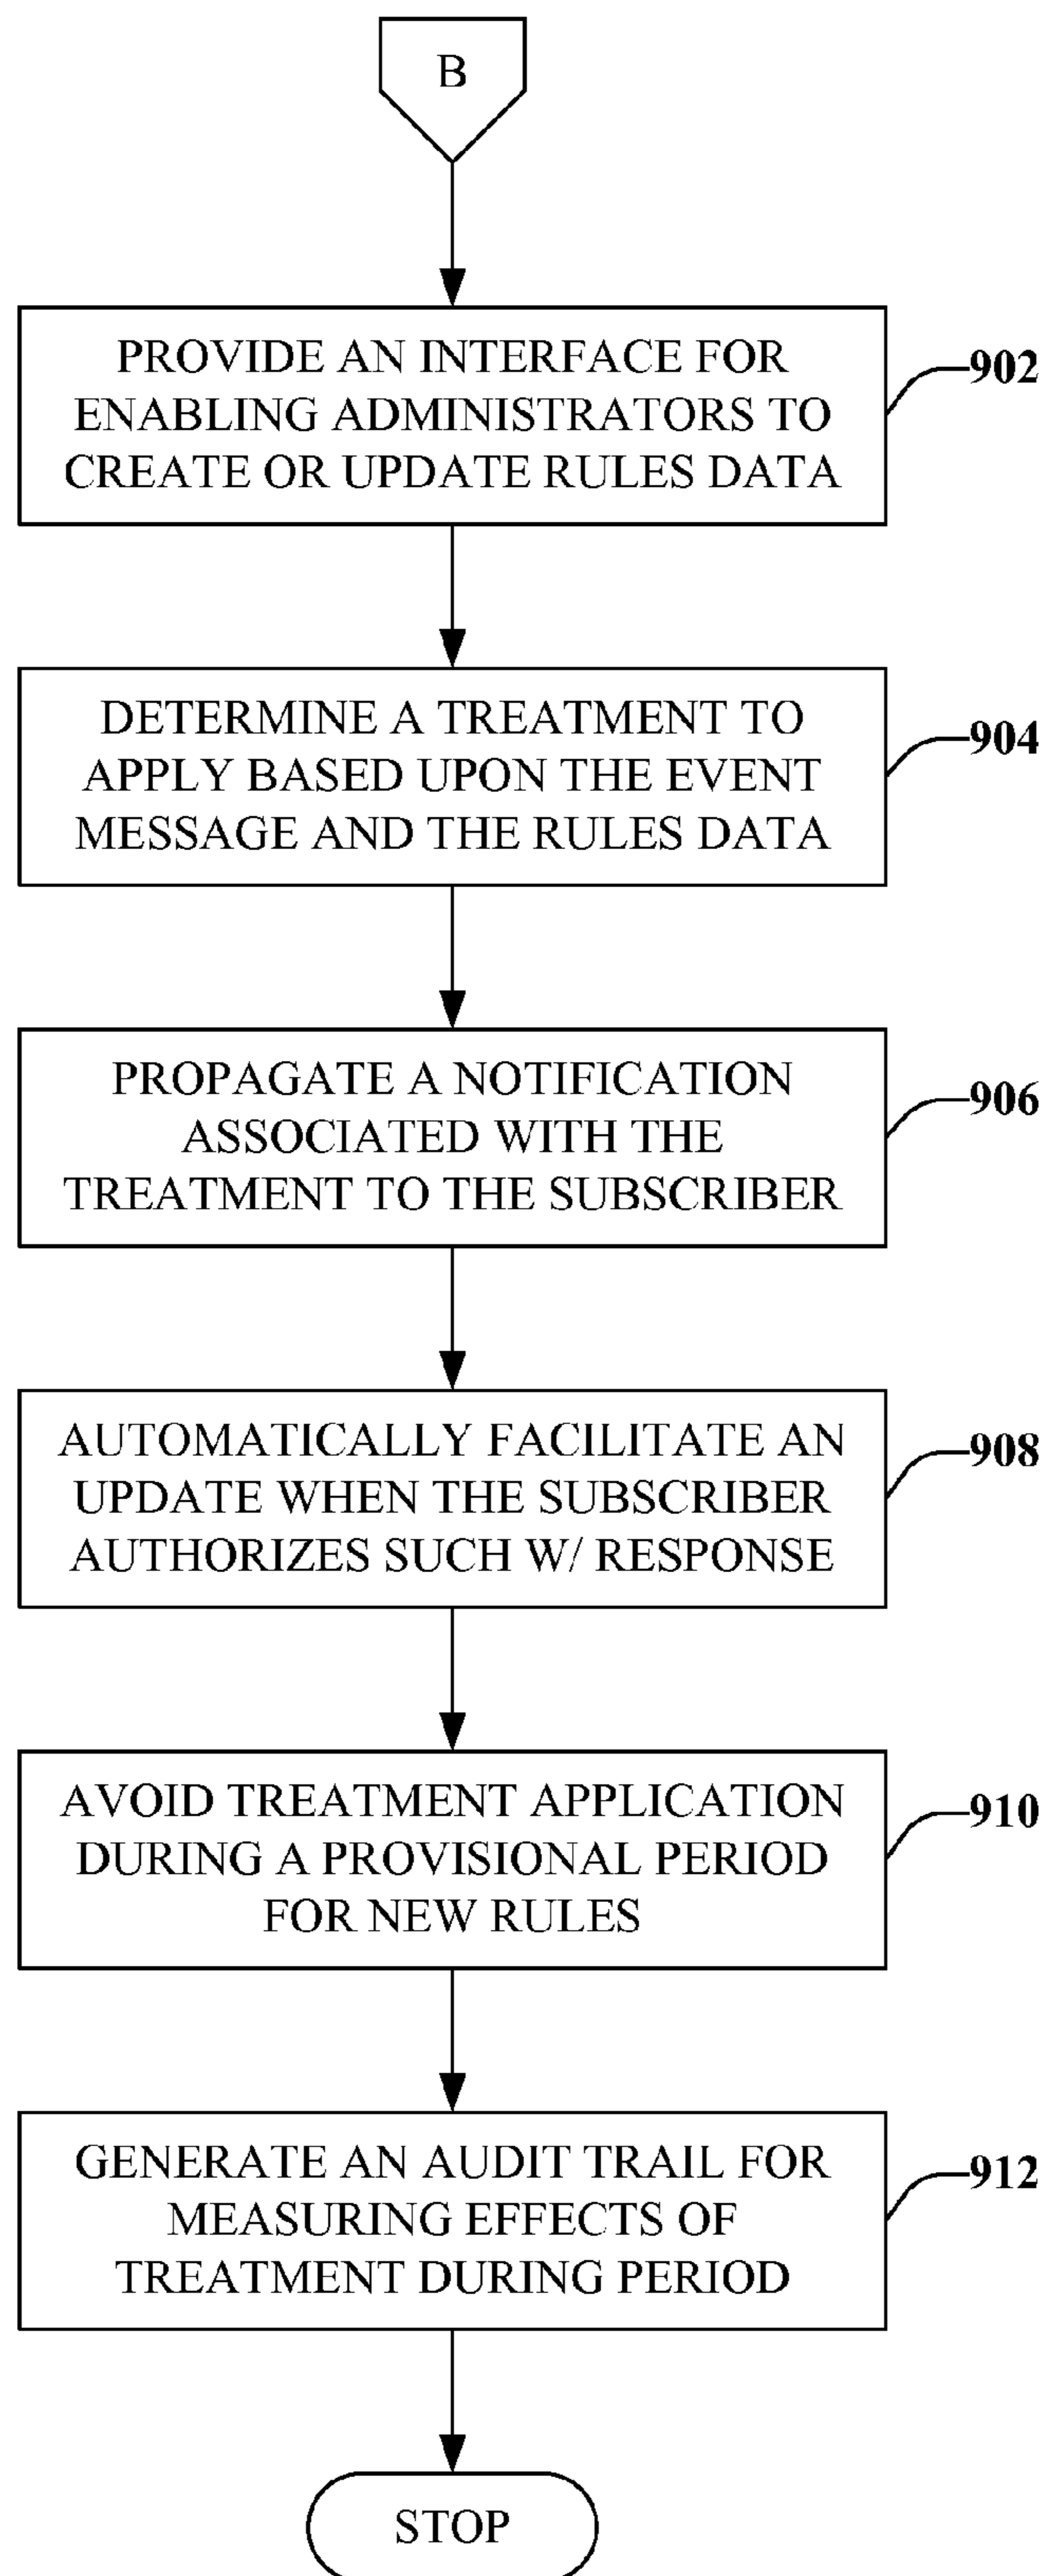 B
PROVIDE AN INTERFACE FOR
ENABLING ADMINISTRATORS TO
CREATE OR UPDATE RULES DATA
902
DETERMINE A TREATMENT TO
APPLY BASED UPON THE EVENT
MESSAGE AND THE RULES DATA
904
PROPAGATE A NOTIFICATION
ASSOCIATED WITH THE
TREATMENT TO THE SUBSCRIBER
906
AUTOMATICALLY FACILITATE AN
UPDATE WHEN THE SUBSCRIBER
AUTHORIZES SUCH W/ RESPONSE
908
AVOID TREATMENT APPLICATION
DURING A PROVISIONAL PERIOD
FOR NEW RULES
910
GENERATE AN AUDIT TRAIL FOR
MEASURING EFFECTS OF
TREATMENT DURING PERIOD
912
STOP